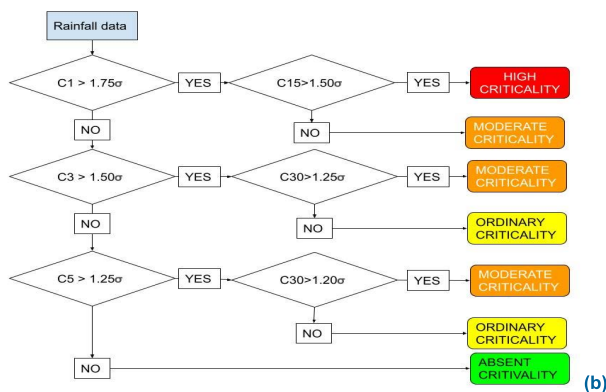 Rainfall data
C1 > 1.75σ
YES
C15>1.50σ
YES
HIGH
CRITICALITY
NO
NO
MODERATE
CRITICALITY
C3 > 1.50σ
YES
C30>1.25σ
YES
MODERATE
CRITICALITY
NO
NO
ORDINARY
CRITICALITY
C5 > 1.25σ
YES
C30>1.20σ
YES
MODERATE
CRITICALITY
NO
ORDINARY
CRITICALITY
NO
ABSENT
CRITIVALITY
(b)